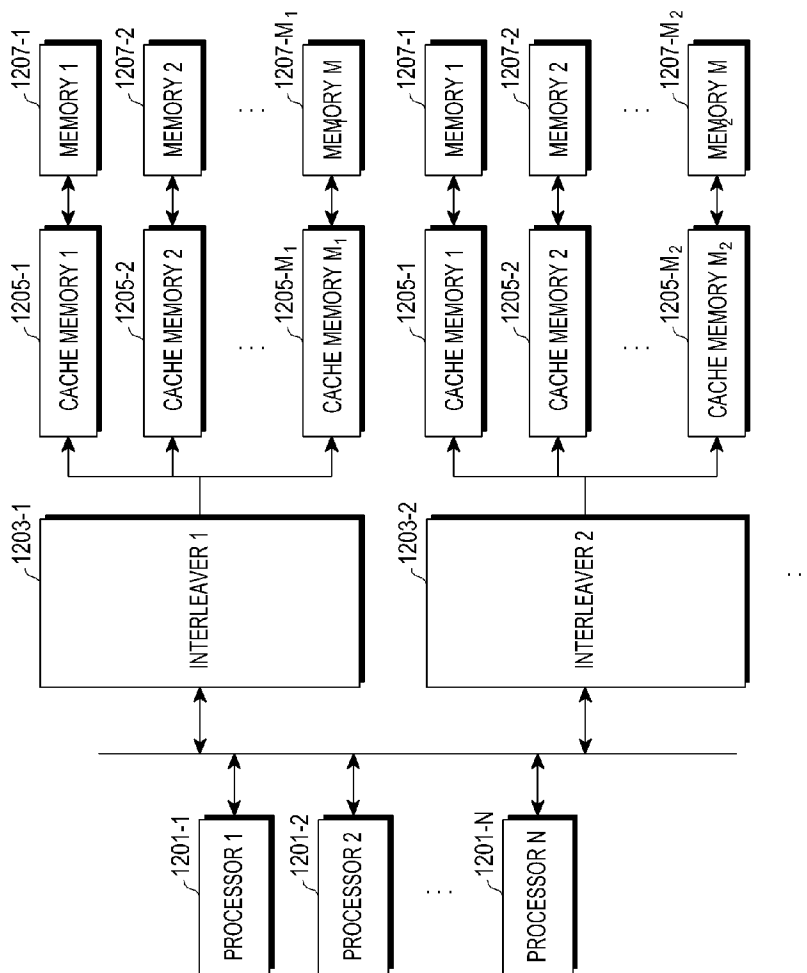 1201-1
PROCESSOR 1
1201-2
PROCESSOR 2
. . .
1201-N
PROCESSOR N
1203-1
INTERLEAVER 1
1203-2
INTERLEAVER 2
. .
1205-1
CACHE MEMORY 1
1205-2
CACHE MEMORY 2
. . .
1205-M₁
CACHE MEMORY M₁
1205-1
CACHE MEMORY 1
1205-2
CACHE MEMORY 2
. . .
1205-M₂
CACHE MEMORY M₂
1207-1
MEMORY 1
1207-2
MEMORY 2
. . .
1207-M₁
MEMORY M₁
1207-1
MEMORY 1
1207-2
MEMORY 2
. . .
1207-M₂
MEMORY M₂